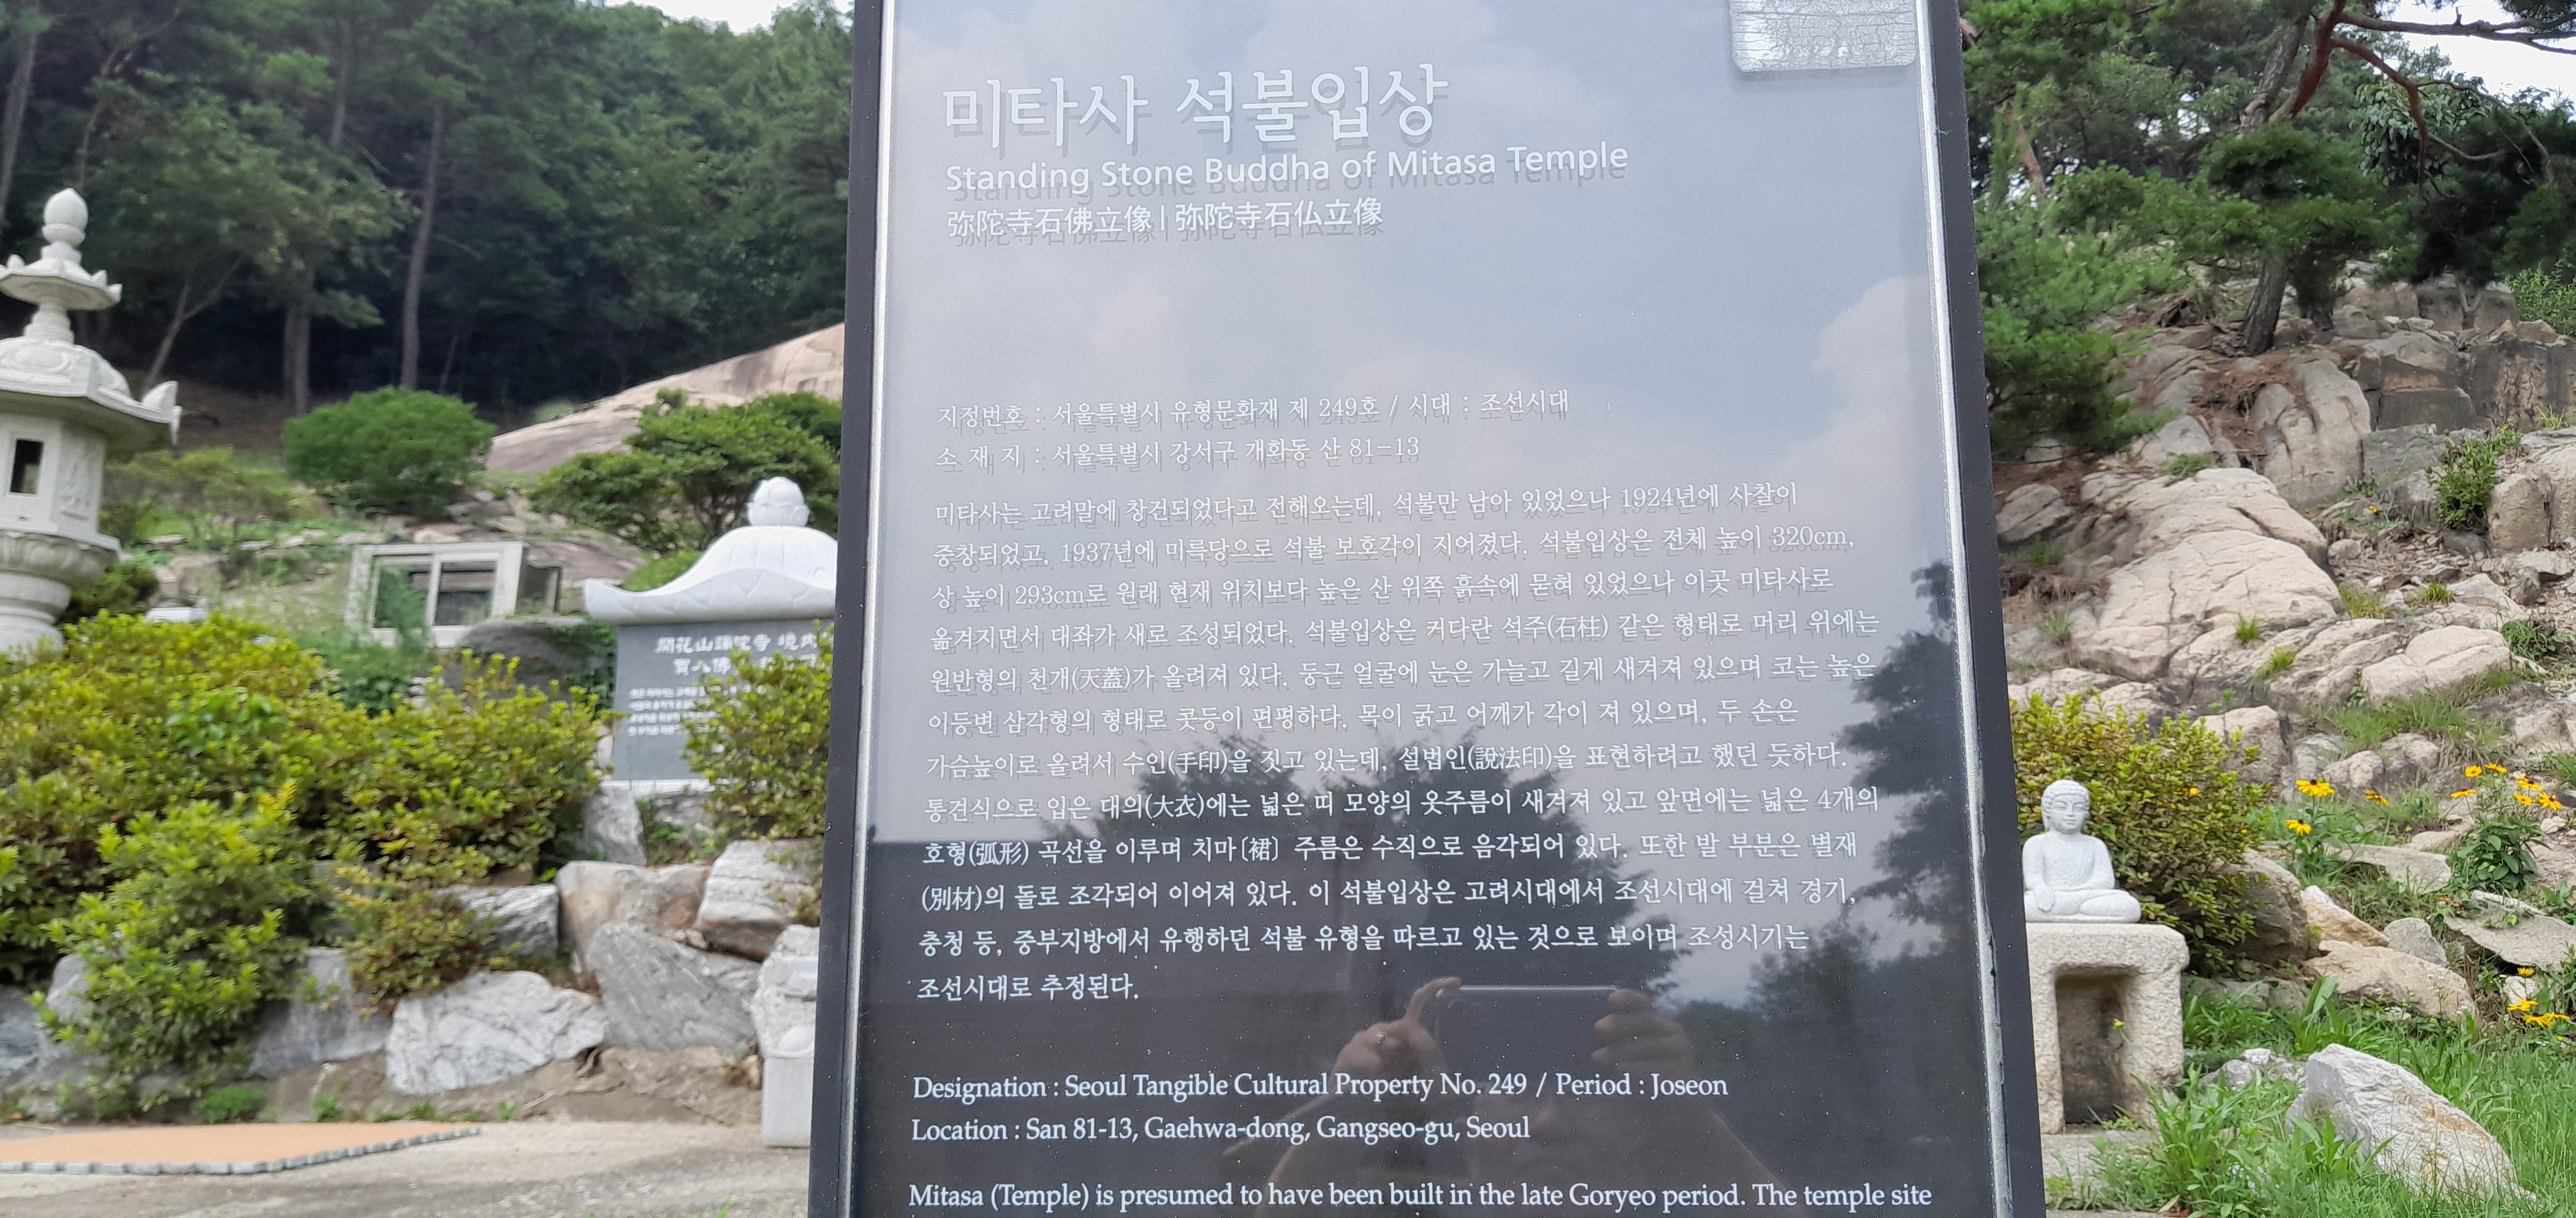 미타사 석불입상
Standing Stone Buddha of Mitasa Temple
弥陀寺石佛立像 | 弥陀寺石仏立像
지정번호 : 서울특별시 유형문화재 제 249호 / 시대 : 조선시대
소 재 지 : 서울특별시 강서구 개화동 산 81-13
미타사는 고려말에 창건되었다고 전해오는데, 석불만 남아 있었으나 1924년에 사찰이
중창되었고, 1937년에 미륵당으로 석불 보호각이 지어졌다. 석불입상은 전체 높이 320cm,
상 높이 293cm로 원래 현재 위치보다 높은 산 위쪽 흙속에 묻혀 있었으나 이곳 미타사로
옮겨지면서 대좌가 새로 조성되었다. 석불입상은 커다란 석주(石柱) 같은 형태로 머리 위에는
원반형의 천개(天蓋)가 올려져 있다. 둥근 얼굴에 눈은 가늘고 길게 새겨져 있으며 코는 높은
이등변 삼각형의 형태로 콧등이 편평하다. 목이 굵고 어깨가 각이 져 있으며, 두 손은
가슴높이로 올려서 수인(手印)을 짓고 있는데, 설법인(說法印)을 표현하려고 했던 듯하다.
통견식으로 입은 대의(大衣)에는 넓은 띠 모양의 옷주름이 새겨져 있고 앞면에는 넓은 4개의
호형(弧形) 곡선을 이루며 치마〔裙〕 주름은 수직으로 음각되어 있다. 또한 발 부분은 별재
(別材)의 돌로 조각되어 이어져 있다. 이 석불입상은 고려시대에서 조선시대에 걸쳐 경기,
충청 등, 중부지방에서 유행하던 석불 유형을 따르고 있는 것으로 보이며 조성시기는
조선시대로 추정된다.
Designation : Seoul Tangible Cultural Property No. 249 / Period : Joseon
Location : San 81-13, Gaehwa-dong, Gangseo-gu, Seoul
Mitasa (Temple) is presumed to have been built in the late Goryeo period. The temple site
開花山彌陀寺 境內